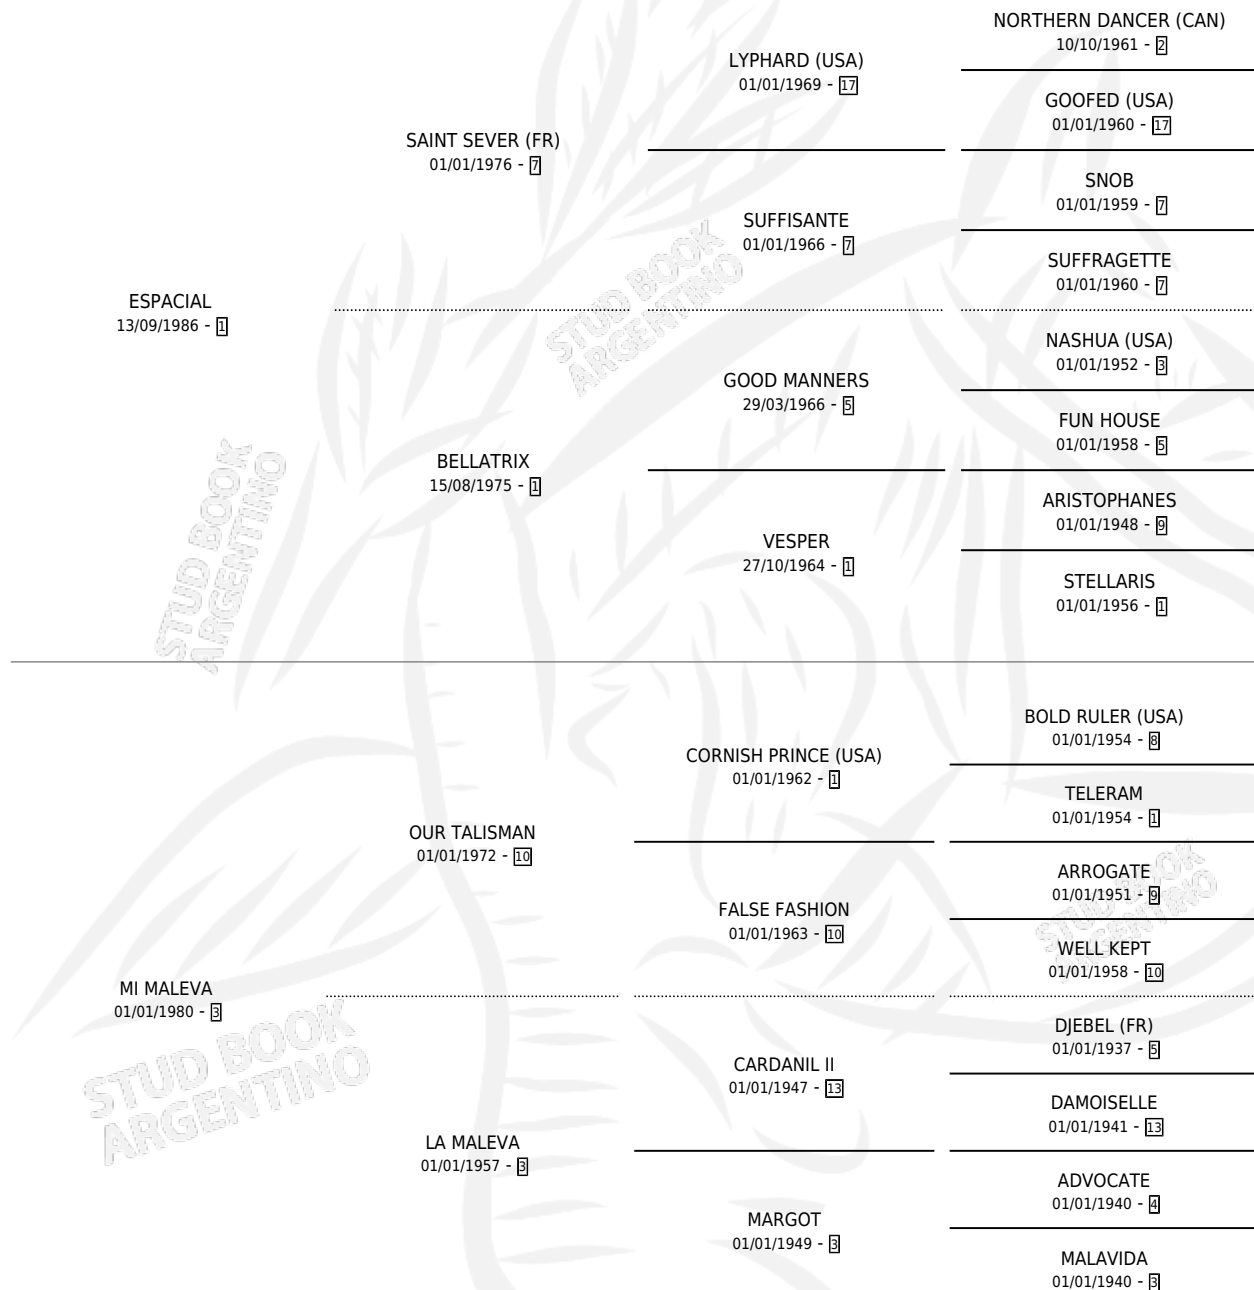 NORTHERN DANCER (CAN)
10/10/1961 - 2
LYPHARD (USA)
01/01/1969 - 17
GOOFED (USA)
01/01/1960 - 17
SAINT SEVER (FR)
01/01/1976 - 7
SNOB
01/01/1959 - 7
SUFFISANTE
01/01/1966 - 7
SUFFRAGETTE
01/01/1960 - 7
ESPACIAL
13/09/1986 - 1
STUD BOOK
ARGENTINO
NASHUA (USA)
01/01/1952 - 3
GOOD MANNERS
29/03/1966 - 5
FUN HOUSE
01/01/1958 - 5
BELLATRIX
15/08/1975 - 1
ARISTOPHANES
01/01/1948 - 9
VESPER
27/10/1964 - 1
STELLARIS
01/01/1956 - 1
STUD BOOK
ARGENTINO
BOLD RULER (USA)
01/01/1954 - 8
CORNISH PRINCE (USA)
01/01/1962 - 1
TELERAM
01/01/1954 - 1
OUR TALISMAN
01/01/1972 - 10
ARROGATE
01/01/1951 - 9
FALSE FASHION
01/01/1963 - 10
STUD BOOK
ARGENTINO
WELL KEPT
01/01/1958 - 10
MI MALEVA
01/01/1980 - 3
STUD BOOK
ARGENTINO
DJEBEL (FR)
01/01/1937 - 5
CARDANIL II
01/01/1947 - 13
DAMOISELLE
01/01/1941 - 13
LA MALEVA
01/01/1957 - 3
ADVOCATE
01/01/1940 - 4
MARGOT
01/01/1949 - 3
MALAVIDA
01/01/1940 - 3